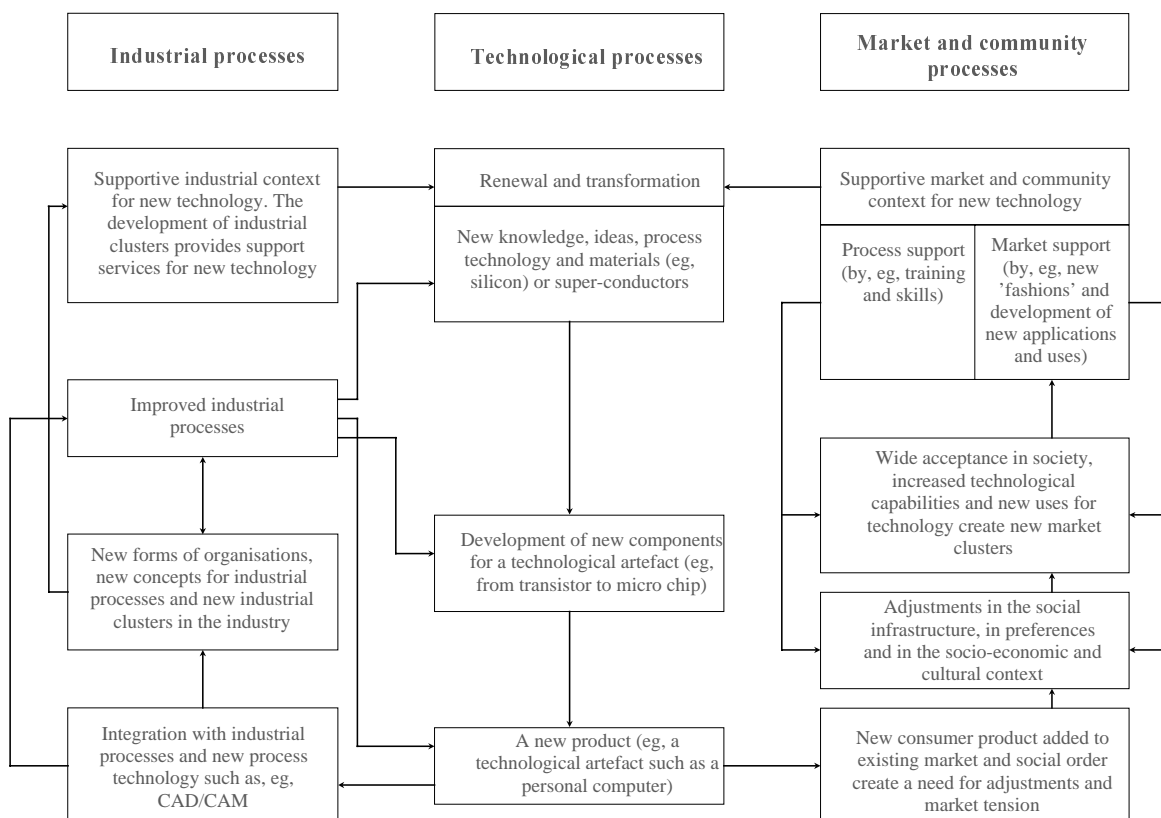 Industrial processes
Technological processes
Market and community
processes
Supportive industrial context
for new technology. The
development of industrial
clusters provides support
services for new technology
Renewal and transformation
New knowledge, ideas, process
technology and materials (eg,
silicon) or super-conductors
Supportive market and community
context for new technology
Process support
(by, eg, training
and skills)
Market support
(by, eg, new
’fashions’ and
development of
new applications
and uses)
Improved industrial
processes
Wide acceptance in society,
increased technological
capabilities and new uses for
technology create new market
clusters
New forms of organisations,
new concepts for industrial
processes and new industrial
clusters in the industry
Development of new components
for a technological artefact (eg,
from transistor to micro chip)
Adjustments in the social
infrastructure, in preferences
and in the socio-economic and
cultural context
Integration with industrial
processes and new process
technology such as, eg,
CAD/CAM
A new product (eg, a
technological artefact such as a
personal computer)
New consumer product added to
existing market and social order
create a need for adjustments and
market tension